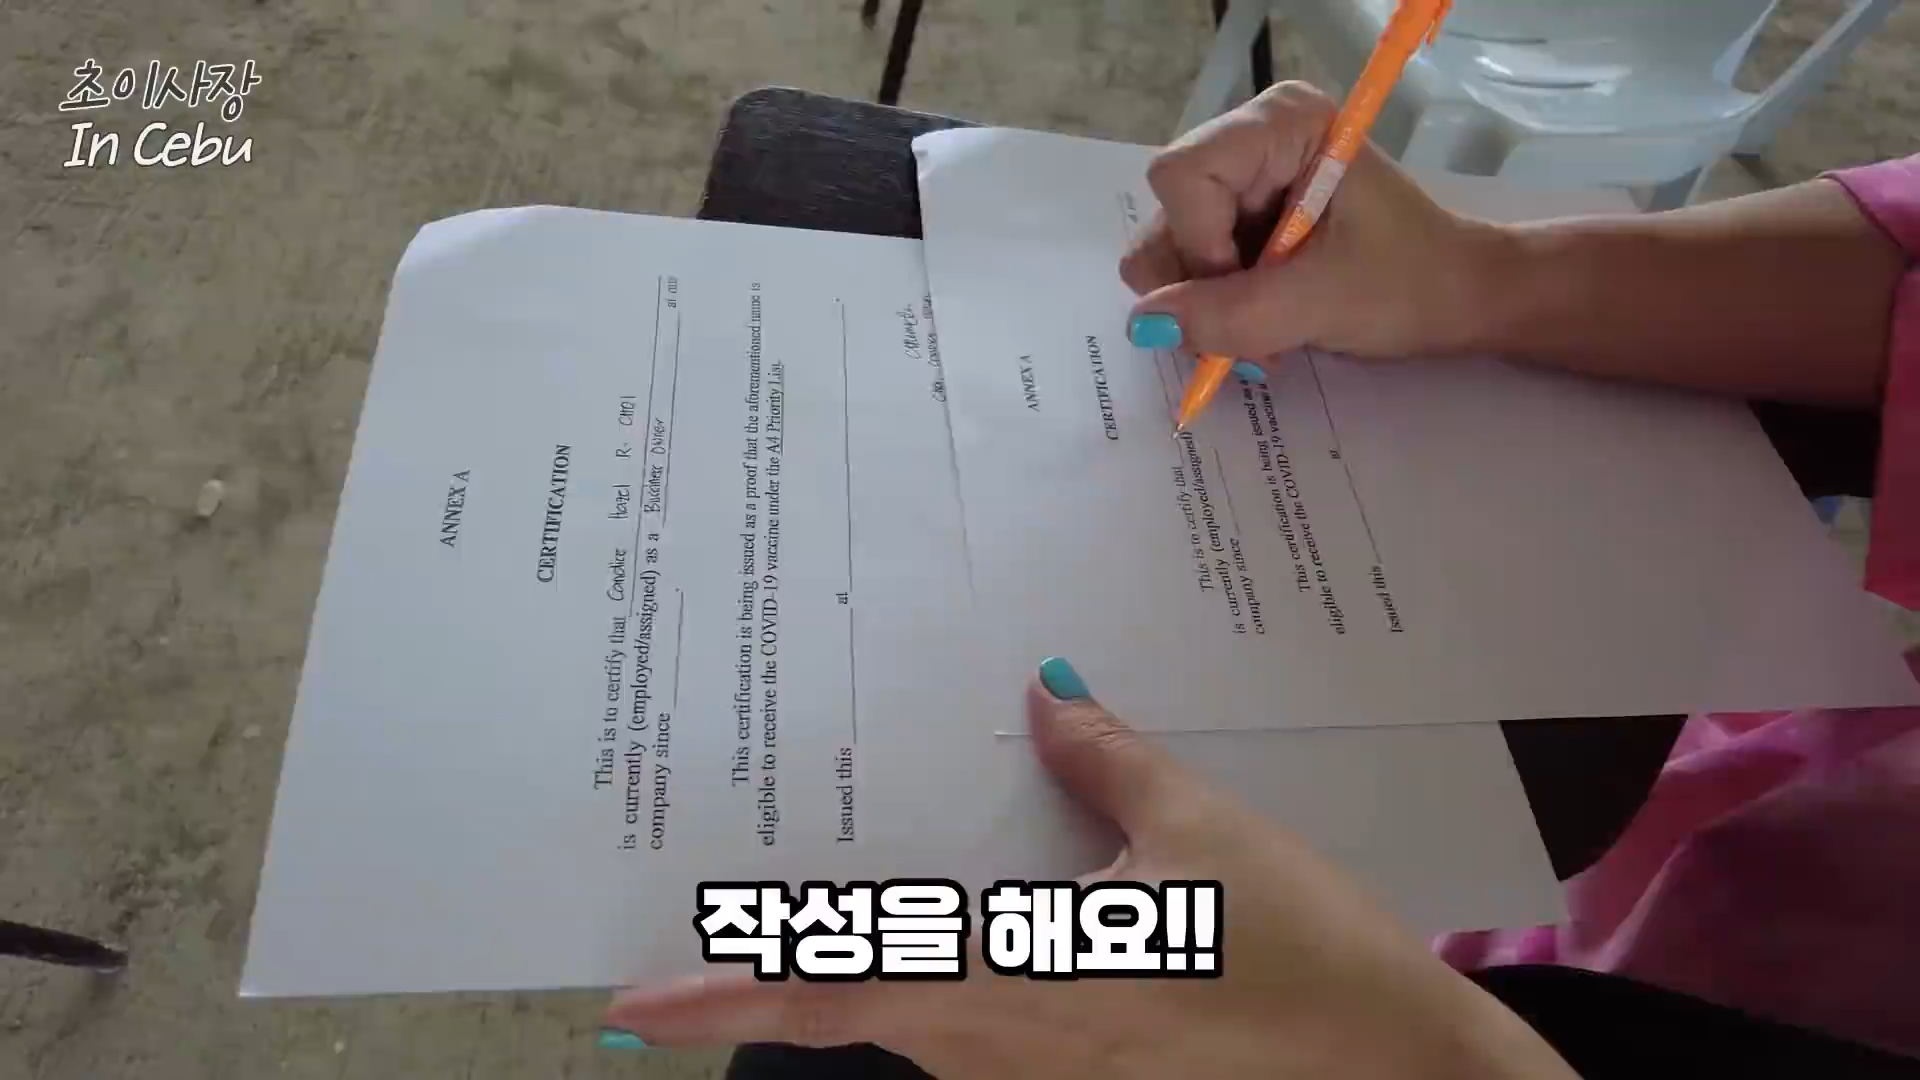 초이사장
In Cebu
ANNEX A
CERTIFICATION
This is to certify that Candice Hazel R. CHOI
is currently (employed/assigned) as a Business Owner at our
company since
This certification is being issued as a proof that the aforementioned name is
eligible to receive the COVID-19 vaccine under the A4 Priority List.
Issued this at
ANNEX A
CERTIFICATION
This is to certify that
is currently (employed/assigned)
company since
This certification is being issued as a
eligible to receive the COVID-19 vaccine
Issued this at
작성을 해요!!